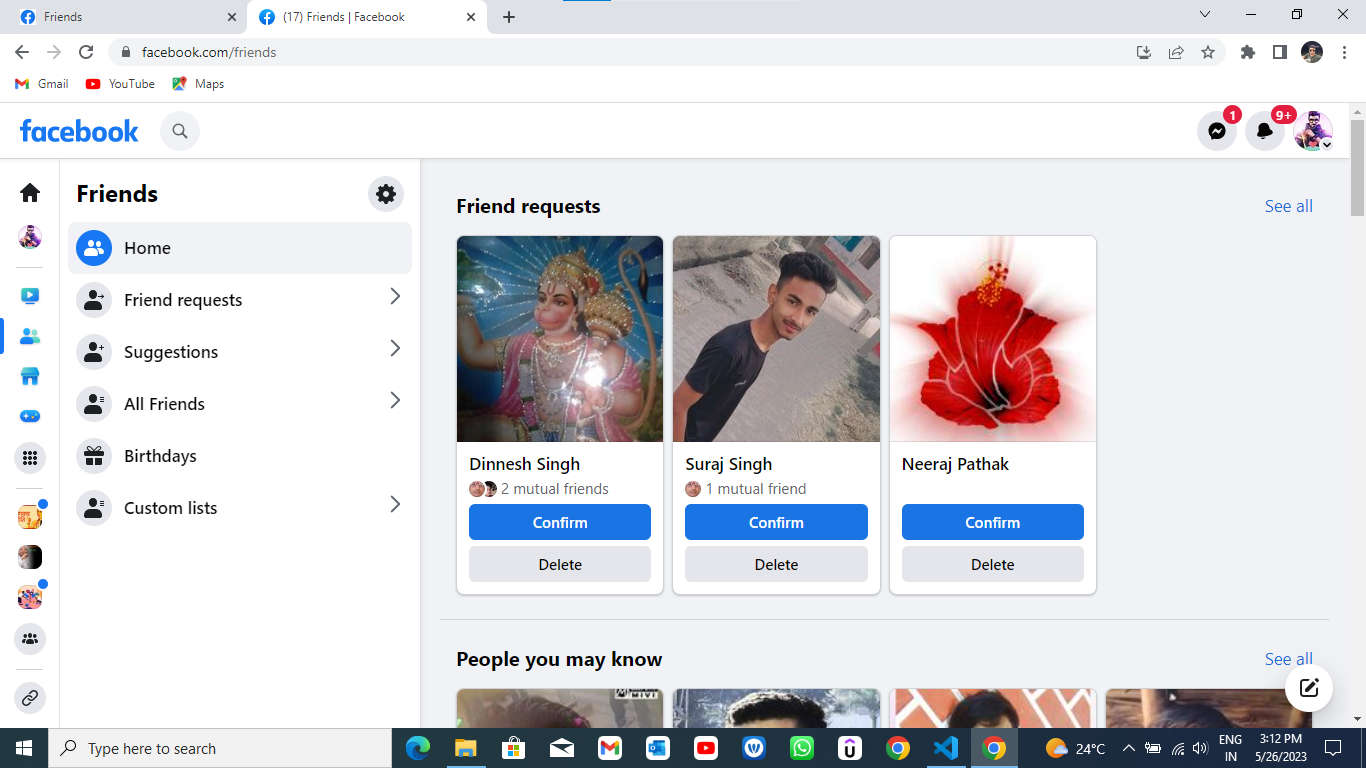 Friends
(17) Friends | Facebook
facebook.com/friends
Gmail YouTube Maps
facebook
1
9+
Friends
Home
Friend requests
Suggestions
All Friends
Birthdays
Custom lists
Friend requests See all
Dinnesh Singh
2 mutual friends
Confirm
Delete
Suraj Singh
1 mutual friend
Confirm
Delete
Neeraj Pathak
Confirm
Delete
People you may know See all
Type here to search
24°C
ENG
IN
3:12 PM
5/26/2023